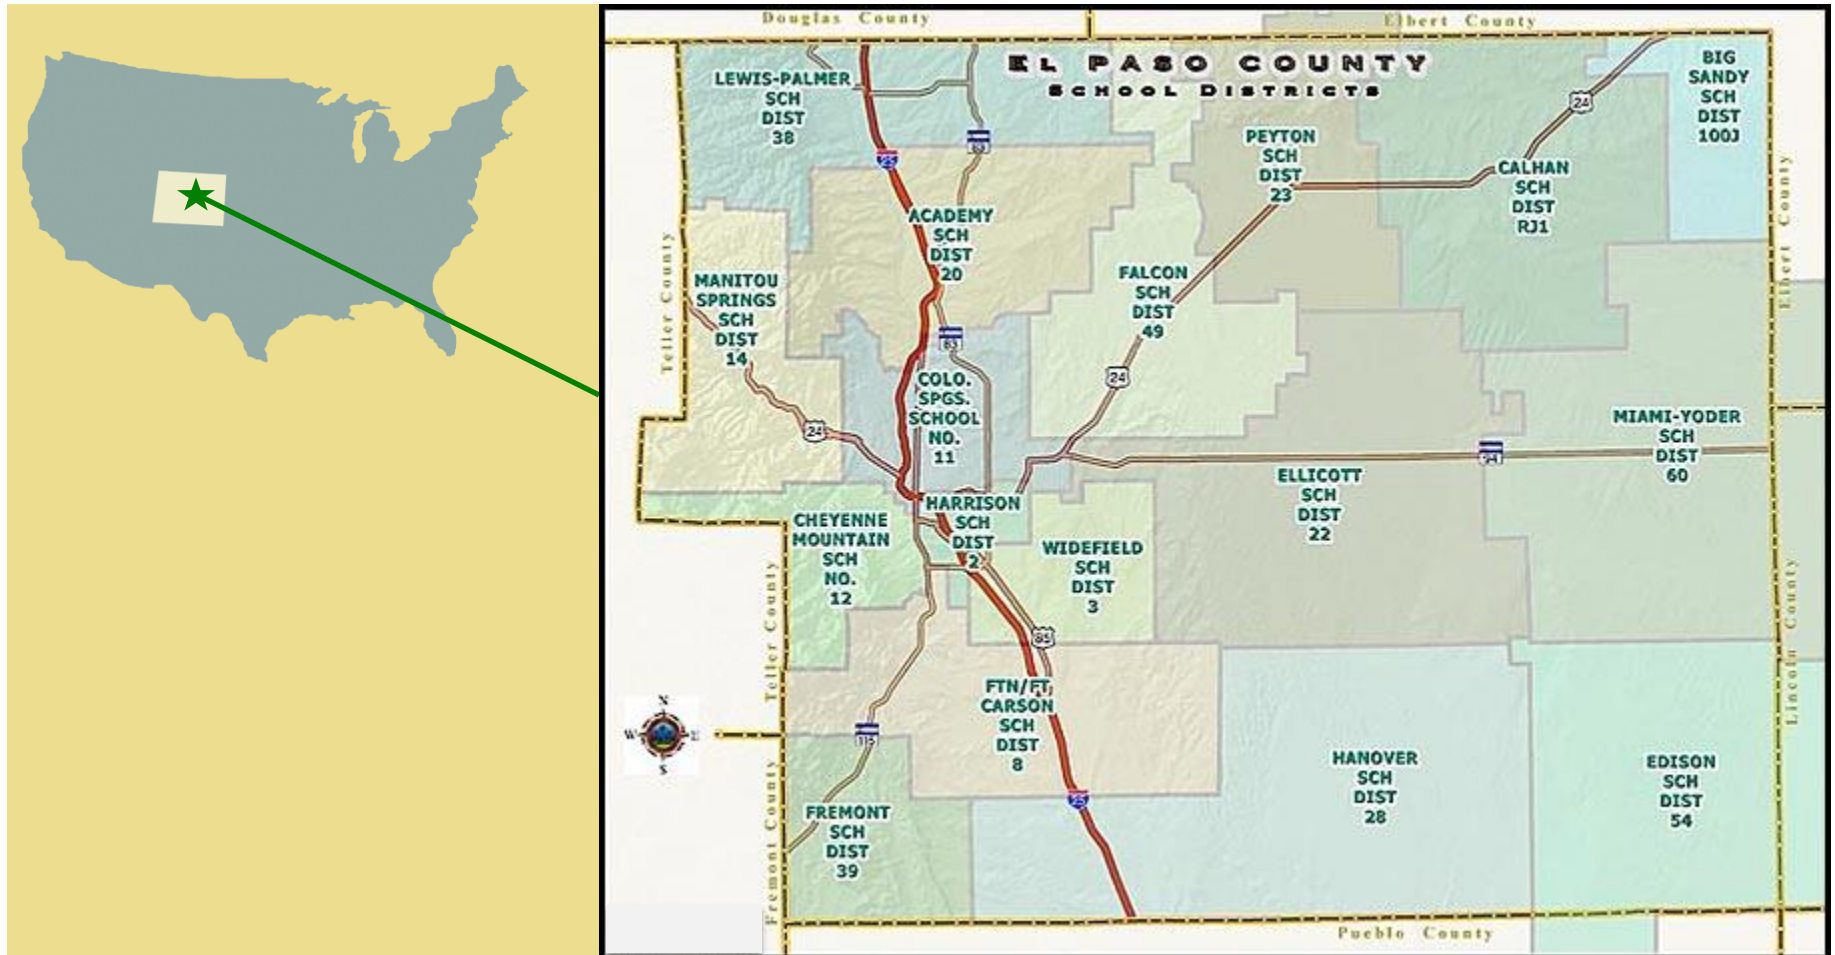 Douglas County
Elbert County
EL PASO COUNTY
SCHOOL DISTRICTS
LEWIS-PALMER
SCH
DIST
38
BIG
SANDY
SCH
DIST
100J
24
83
25
PEYTON
SCH
DIST
23
CALHAN
SCH
DIST
RJ1
Elbert County
ACADEMY
SCH
DIST
20
Teller County
MANITOU
SPRINGS
SCH
DIST
14
FALCON
SCH
DIST
49
83
24
COLO.
SPGS.
SCHOOL
NO.
11
24
MIAMI-YODER
SCH
DIST
60
94
ELLICOTT
SCH
DIST
22
HARRISON
SCH
DIST
2
CHEYENNE
MOUNTAIN
SCH
NO.
12
WIDEFIELD
SCH
DIST
3
85
Teller County
Lincoln County
FTN/FT
CARSON
SCH
DIST
8
N
W E
S
115
HANOVER
SCH
DIST
28
EDISON
SCH
DIST
54
25
FREMONT
SCH
DIST
39
Fremont County
Pueblo County